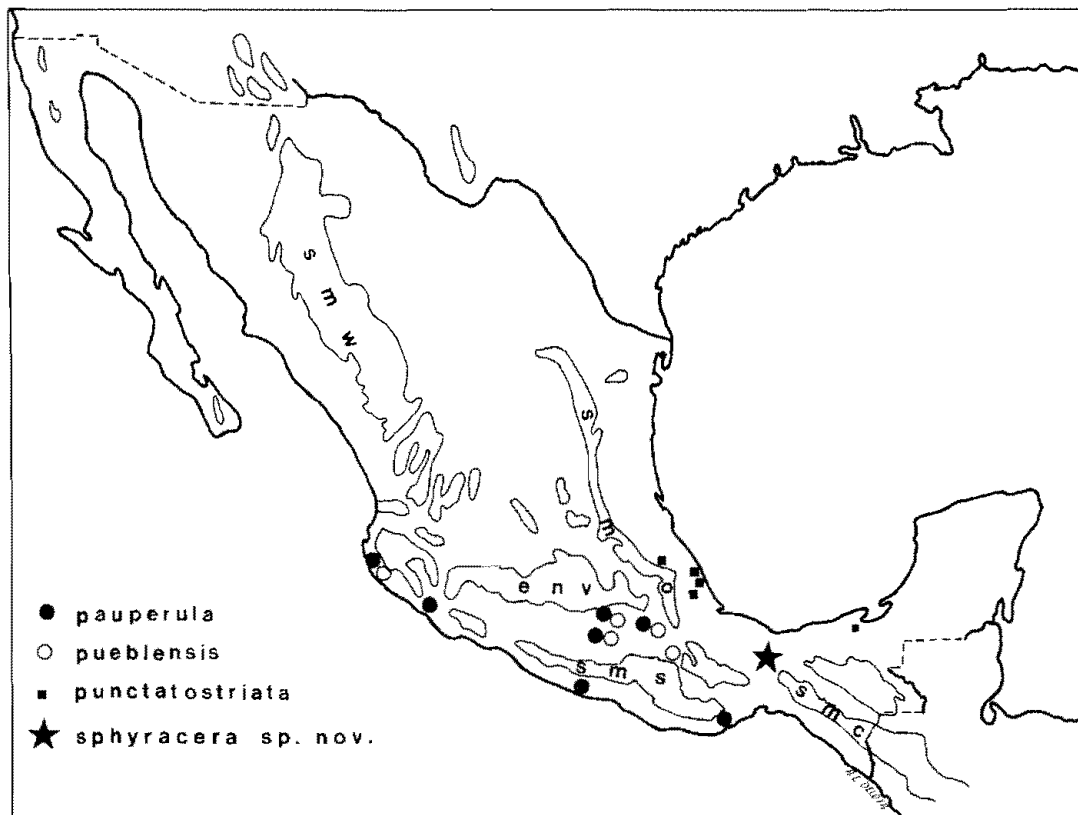 s m w
s m o
e n v
s m s
s m c
pauperula
pueblensis
punctatostriata
sphyracera sp. nov.